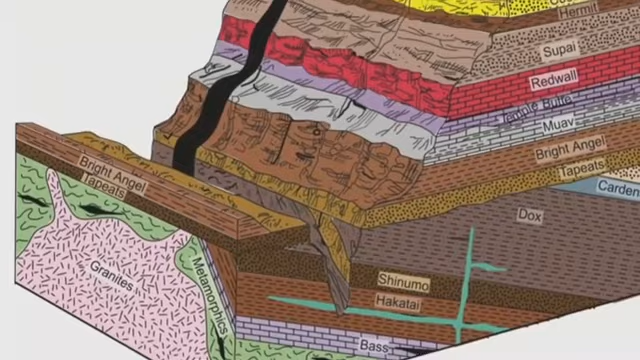 Hermit
Supai
Redwall
Temple Butte
Muav
Bright Angel
Tapeats
Carden
Dox
Bright Angel
Tapeats
Granites
Metamorphics
Shinumo
Hakatai
Bass